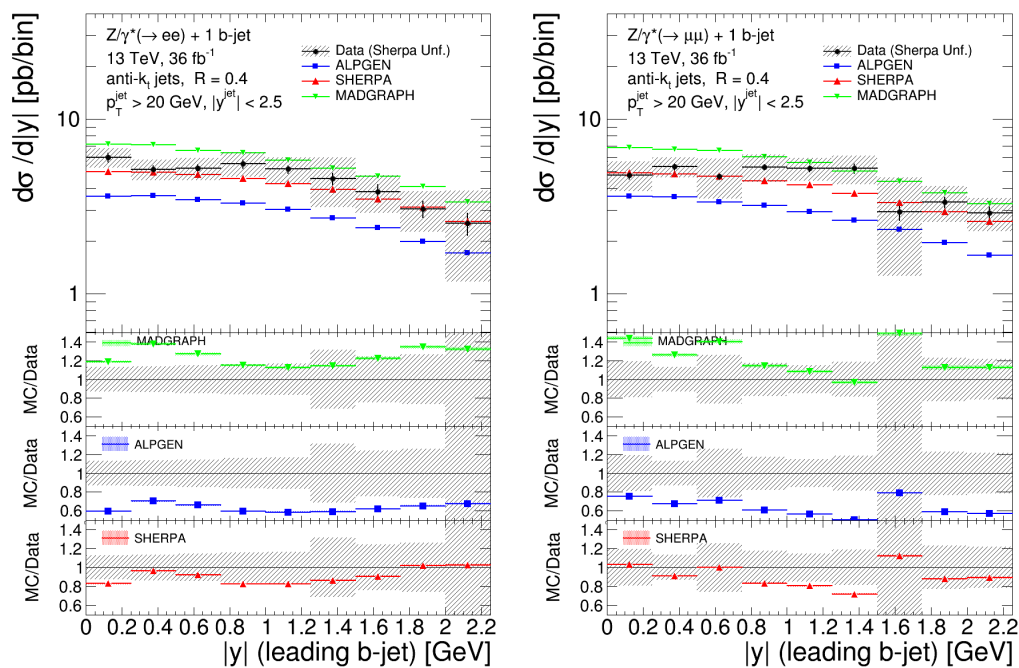 dσ /d|y| [pb/bin]
Z/γ*(→ ee) + 1 b-jet
13 TeV, 36 fb⁻¹
anti-kₜ jets, R = 0.4
p_T^jet > 20 GeV, |y^jet| < 2.5
Data (Sherpa Unf.)
ALPGEN
SHERPA
MADGRAPH
10
1
MC/Data
1.4
1.2
1
0.8
0.6
MADGRAPH
MC/Data
1.4
1.2
1
0.8
0.6
ALPGEN
MC/Data
1.4
1.2
1
0.8
0.6
SHERPA
0 0.2 0.4 0.6 0.8 1 1.2 1.4 1.6 1.8 2 2.2
|y| (leading b-jet) [GeV]
dσ /d|y| [pb/bin]
Z/γ*(→ μμ) + 1 b-jet
13 TeV, 36 fb⁻¹
anti-kₜ jets, R = 0.4
p_T^jet > 20 GeV, |y^jet| < 2.5
Data (Sherpa Unf.)
ALPGEN
SHERPA
MADGRAPH
10
1
MC/Data
1.4
1.2
1
0.8
0.6
MADGRAPH
MC/Data
1.4
1.2
1
0.8
0.6
ALPGEN
MC/Data
1.4
1.2
1
0.8
0.6
SHERPA
0 0.2 0.4 0.6 0.8 1 1.2 1.4 1.6 1.8 2 2.2
|y| (leading b-jet) [GeV]